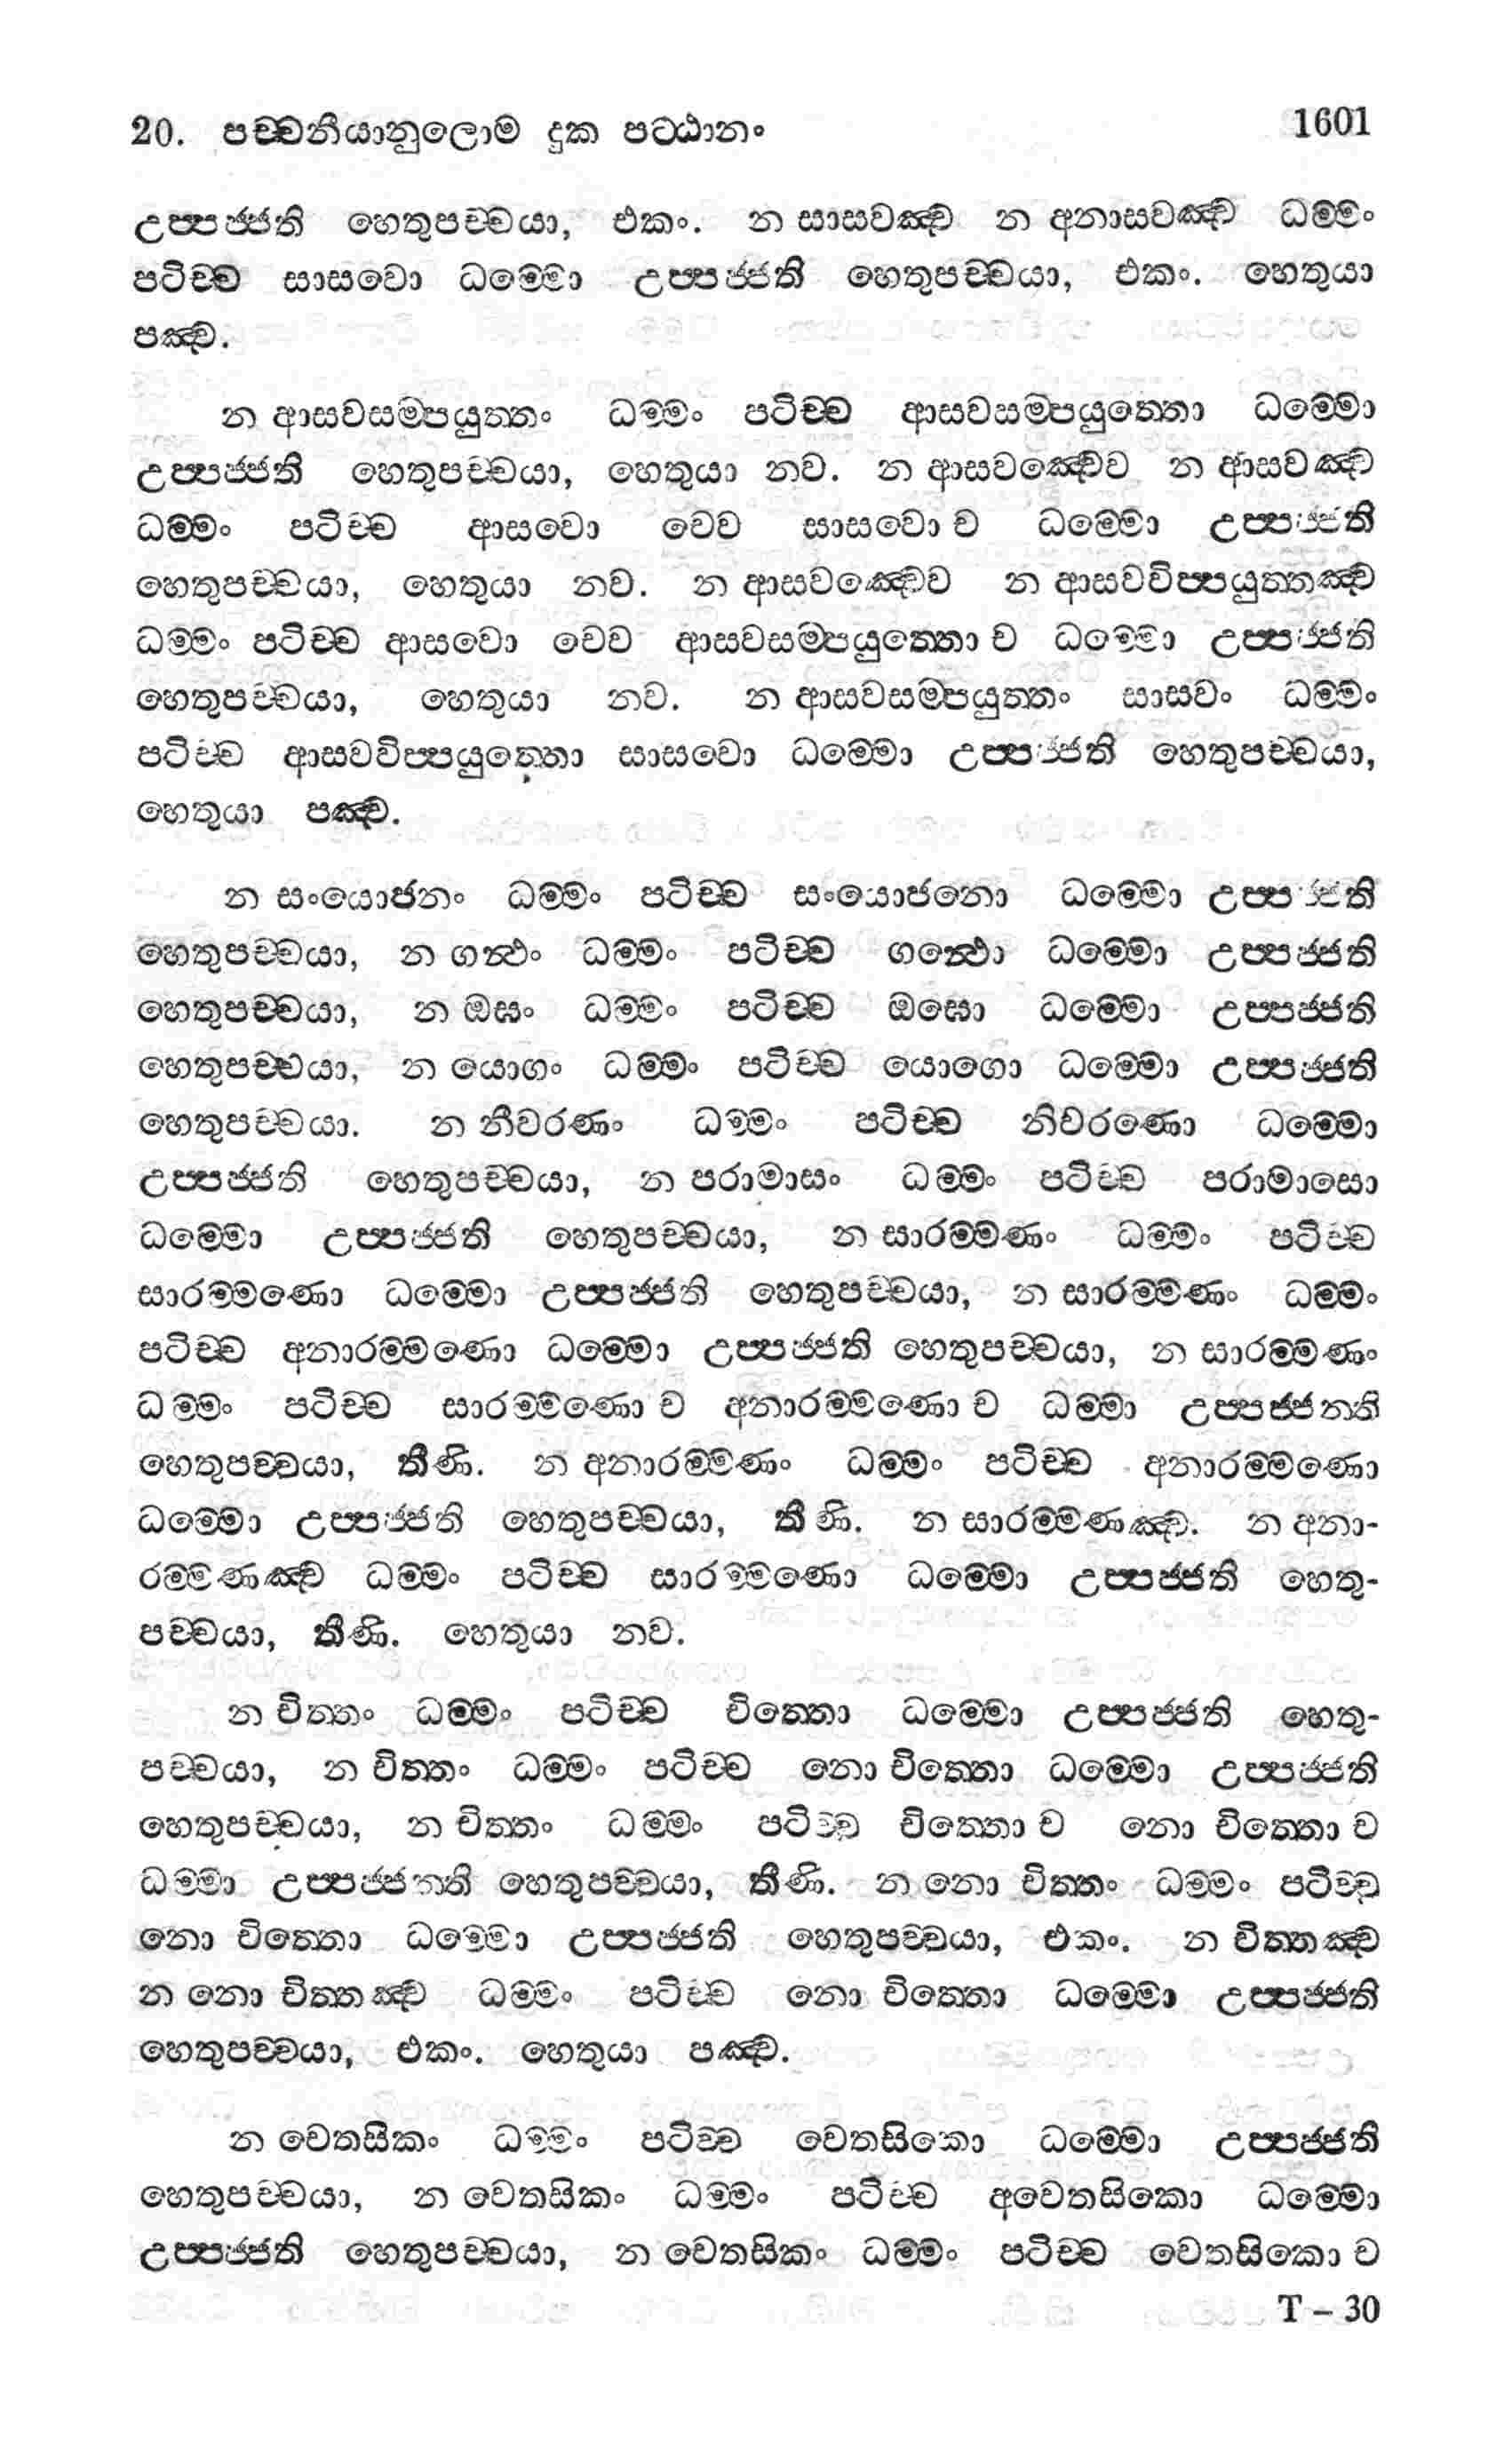 20. පච්චනීයානුලොම දුක පට්ඨානං 1601
උප්පජ්ජති හෙතුපච්චයා, එකං. න සාසවඤ්ච න අනාසවඤ්ච ධම්මං
පටිච්ච සාසවො ධම්මො උප්පජ්ජති හෙතුපච්චයා, එකං. හෙතුයා
පඤ්ච.
න ආසවසම්පයුත්තං ධම්මං පටිච්ච ආසවසම්පයුත්තො ධම්මො
උප්පජ්ජති හෙතුපච්චයා, හෙතුයා නව. න ආසවඤ්චෙව න ආසවඤ්ච
ධම්මං පටිච්ච ආසවො චෙව සාසවො ච ධම්මො උප්පජ්ජති
හෙතුපච්චයා, හෙතුයා නව. න ආසවඤ්චෙව න ආසවවිප්පයුත්තඤ්ච
ධම්මං පටිච්ච ආසවො චෙව ආසවසම්පයුත්තො ච ධම්මො උප්පජ්ජති
හෙතුපච්චයා, හෙතුයා නව. න ආසවසම්පයුත්තං සාසවං ධම්මං
පටිච්ච ආසවවිප්පයුත්තො සාසවො ධම්මො උප්පජ්ජති හෙතුපච්චයා,
හෙතුයා පඤ්ච.
න සංයොජනං ධම්මං පටිච්ච සංයොජනො ධම්මො උප්පජ්ජති
හෙතුපච්චයා, න ගන්ථං ධම්මං පටිච්ච ගන්ථො ධම්මො උප්පජ්ජති
හෙතුපච්චයා, න ඔඝං ධම්මං පටිච්ච ඔඝො ධම්මො උප්පජ්ජති
හෙතුපච්චයා, න යොගං ධම්මං පටිච්ච යොගො ධම්මො උප්පජ්ජති
හෙතුපච්චයා. න නීවරණං ධම්මං පටිච්ච නිවරණො ධම්මො
උප්පජ්ජති හෙතුපච්චයා, න පරාමාසං ධම්මං පටිච්ච පරාමාසො
ධම්මො උප්පජ්ජති හෙතුපච්චයා, න සාරම්මණං ධම්මං පටිච්ච
සාරම්මණො ධම්මො උප්පජ්ජති හෙතුපච්චයා, න සාරම්මණං ධම්මං
පටිච්ච අනාරම්මණො ධම්මො උප්පජ්ජති හෙතුපච්චයා, න සාරම්මණං
ධම්මං පටිච්ච සාරම්මණො ච අනාරම්මණො ච ධම්මා උප්පජ්ජන්ති
හෙතුපච්චයා, තීණි. න අනාරම්මණං ධම්මං පටිච්ච අනාරම්මණො
ධම්මො උප්පජ්ජති හෙතුපච්චයා, තීණි. න සාරම්මණඤ්ච. න අනා-
රම්මණඤ්ච ධම්මං පටිච්ච සාරම්මණො ධම්මො උප්පජ්ජති හෙතු-
පච්චයා, තීණි. හෙතුයා නව.
න චිත්තං ධම්මං පටිච්ච චිත්තො ධම්මො උප්පජ්ජති හෙතු-
පච්චයා, න චිත්තං ධම්මං පටිච්ච නො චිත්තො ධම්මො උප්පජ්ජති
හෙතුපච්චයා, න චිත්තං ධම්මං පටිච්ච චිත්තො ච නො චිත්තො ච
ධම්මා උප්පජ්ජන්ති හෙතුපච්චයා, තීණි. න නො චිත්තං ධම්මං පටිච්ච
නො චිත්තො ධම්මො උප්පජ්ජති හෙතුපච්චයා, එකං. න චිත්තඤ්ච
න නො චිත්තඤ්ච ධම්මං පටිච්ච නො චිත්තො ධම්මො උප්පජ්ජති
හෙතුපච්චයා, එකං. හෙතුයා පඤ්ච.
න චෙතසිකං ධම්මං පටිච්ච චෙතසිකො ධම්මො උප්පජ්ජති
හෙතුපච්චයා, න චෙතසිකං ධම්මං පටිච්ච අචෙතසිකො ධම්මො
උප්පජ්ජති හෙතුපච්චයා, න චෙතසිකං ධම්මං පටිච්ච චෙතසිකො ච
T – 30